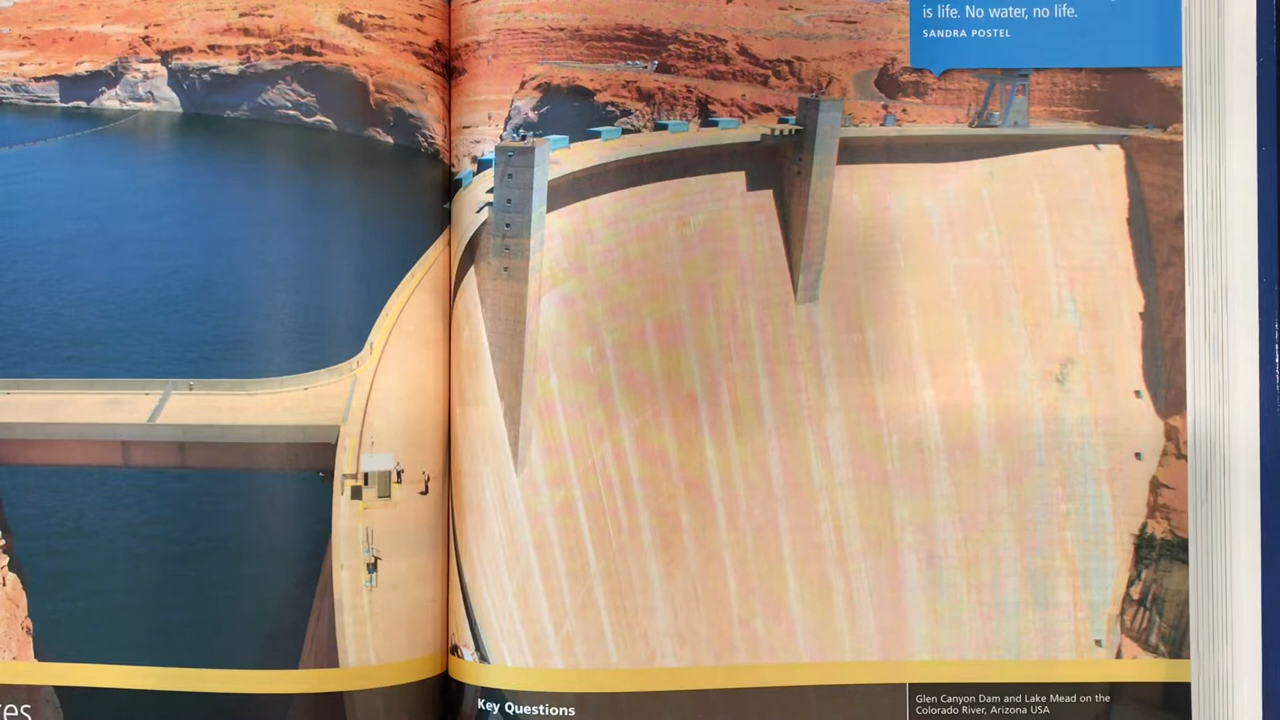 is life. No water, no life.
SANDRA POSTEL
Key Questions
Glen Canyon Dam and Lake Mead on the
Colorado River, Arizona USA